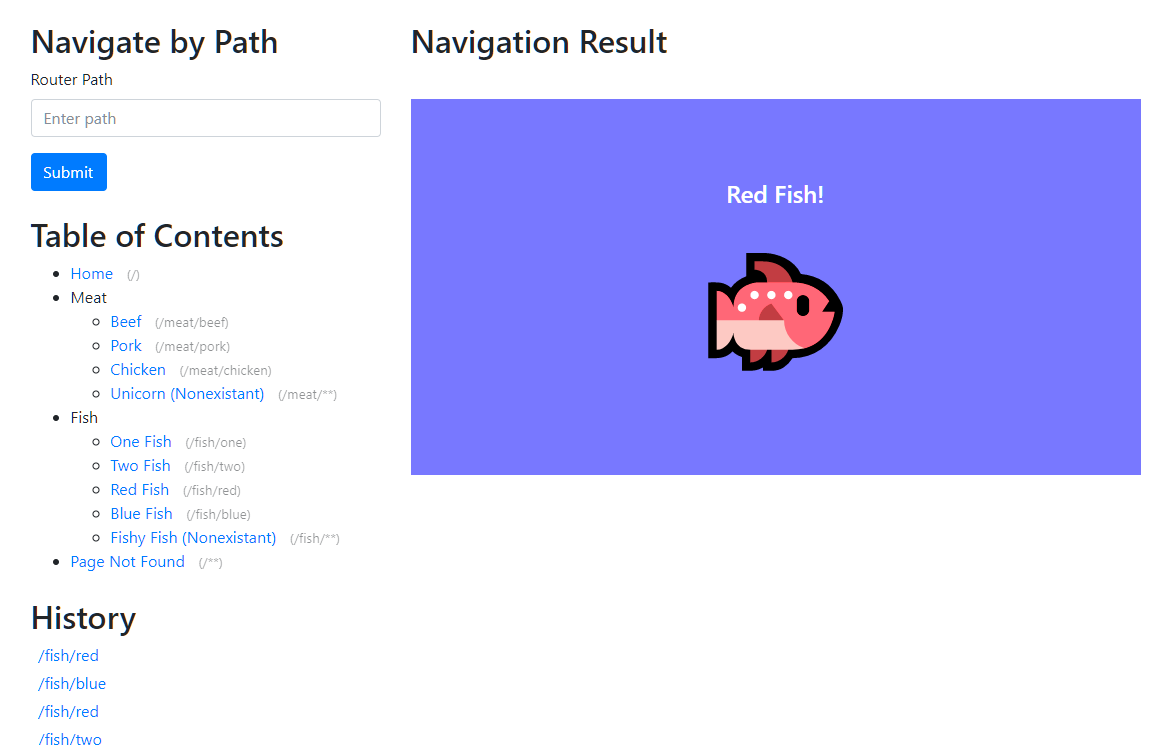 Navigate by Path
Router Path
Enter path
Submit
Table of Contents
Home (/)
Meat
Beef (/meat/beef)
Pork (/meat/pork)
Chicken (/meat/chicken)
Unicorn (Nonexistant) (/meat/**)
Fish
One Fish (/fish/one)
Two Fish (/fish/two)
Red Fish (/fish/red)
Blue Fish (/fish/blue)
Fishy Fish (Nonexistant) (/fish/**)
Page Not Found (/**)
History
/fish/red
/fish/blue
/fish/red
/fish/two
Navigation Result
Red Fish!